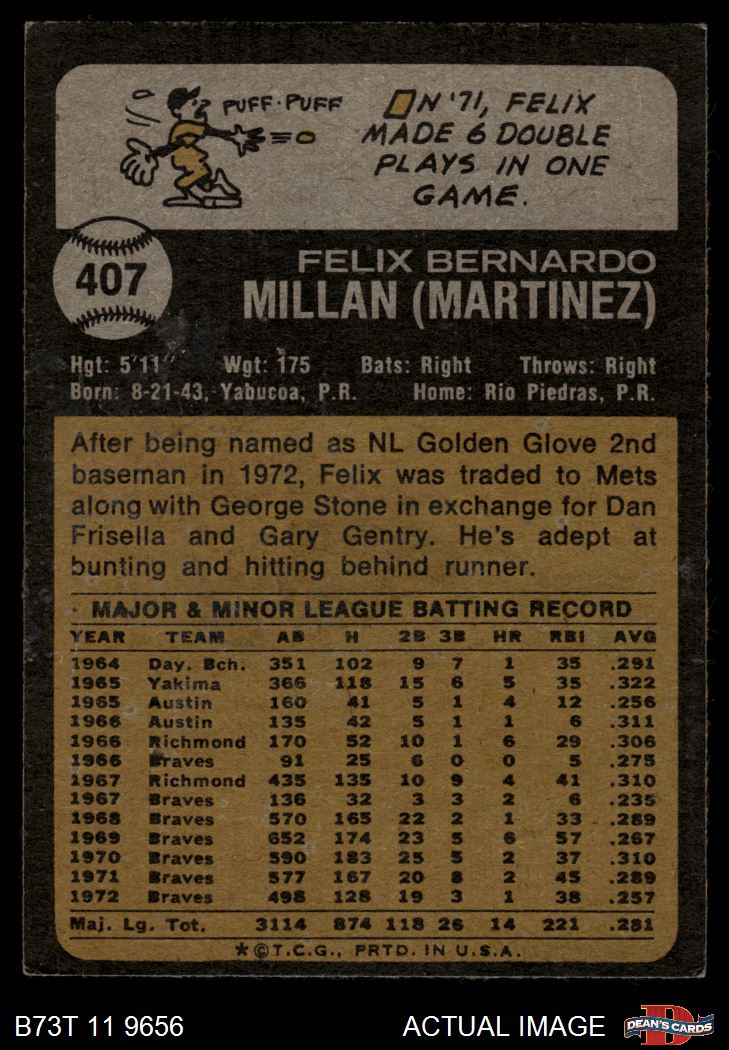 PUFF-PUFF
ON '71, FELIX
MADE 6 DOUBLE
PLAYS IN ONE
GAME.
407
FELIX BERNARDO
MILLAN (MARTINEZ)
Hgt: 5'11" Wgt: 175 Bats: Right Throws: Right
Born: 8-21-43, Yabucoa, P.R. Home: Rio Piedras, P.R.
After being named as NL Golden Glove 2nd
baseman in 1972, Felix was traded to Mets
along with George Stone in exchange for Dan
Frisella and Gary Gentry. He's adept at
bunting and hitting behind runner.
MAJOR & MINOR LEAGUE BATTING RECORD
YEAR TEAM AB H 2B 3B HR RBI AVG
1964 Day. Bch. 351 102 9 7 1 35 .291
1965 Yakima 366 118 15 6 5 35 .322
1965 Austin 160 41 5 1 4 12 .256
1966 Austin 135 42 5 1 1 6 .311
1966 Richmond 170 52 10 1 6 29 .306
1966 Braves 91 25 6 0 0 5 .275
1967 Richmond 435 135 10 9 4 41 .310
1967 Braves 136 32 3 3 2 6 .235
1968 Braves 570 165 22 2 1 33 .289
1969 Braves 652 174 23 5 6 57 .267
1970 Braves 590 183 25 5 2 37 .310
1971 Braves 577 167 20 8 2 45 .289
1972 Braves 498 128 19 3 1 38 .257
Maj. Lg. Tot. 3114 874 118 26 14 221 .281
*©T.C.G., PRTD. IN U.S.A.
B73T 11 9656 ACTUAL IMAGE
DEAN'S CARDS